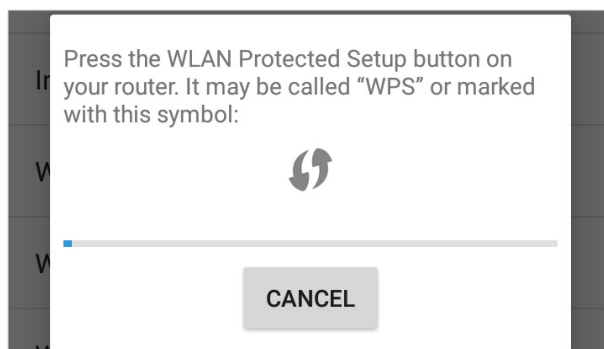 Press the WLAN Protected Setup button on
In
your router. It may be called “WPS” or marked
with this symbol:
W
W
CANCEL